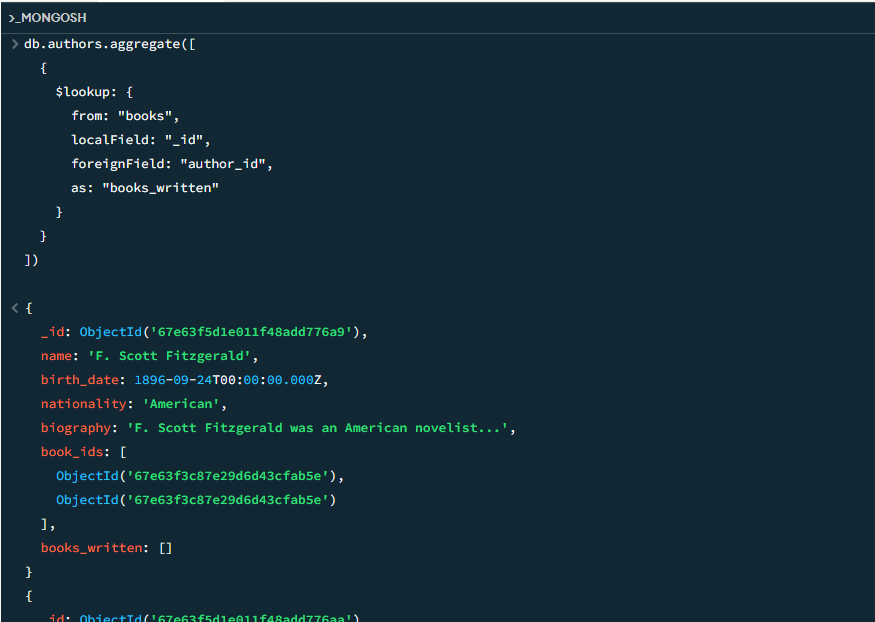 >_MONGOSH
> db.authors.aggregate([
{
$lookup: {
from: "books",
localField: "_id",
foreignField: "author_id",
as: "books_written"
}
}
])
< {
_id: ObjectId('67e63f5d1e011f48add776a9'),
name: 'F. Scott Fitzgerald',
birth_date: 1896-09-24T00:00:00.000Z,
nationality: 'American',
biography: 'F. Scott Fitzgerald was an American novelist...',
book_ids: [
ObjectId('67e63f3c87e29d6d43cfab5e'),
ObjectId('67e63f3c87e29d6d43cfab5e')
],
books_written: []
}
{
_id: ObjectId('67e63f5d1e011f48add776aa')